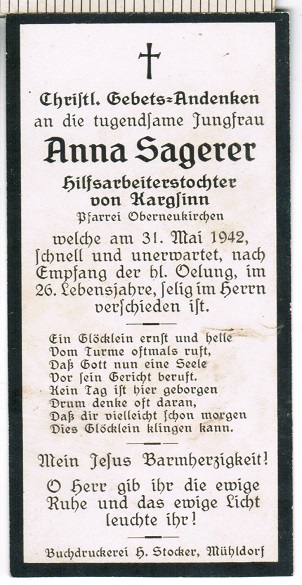 Christl. Gebets-Andenken
an die tugendsame Jungfrau
Anna Sagerer
Hilfsarbeiterstochter
von Kargsinn
Pfarrei Oberneukirchen
welche am 31. Mai 1942,
schnell und unerwartet, nach
Empfang der hl. Oelung, im
26. Lebensjahre, selig im Herrn
verschieden ist.
Ein Glöcklein ernst und helle
Vom Turme oftmals ruft,
Daß Gott nun eine Seele
Vor sein Gericht beruft.
Kein Tag ist hier geborgen
Drum denke oft daran,
Daß dir vielleicht schon morgen
Dies Glöcklein klingen kann.
Mein Jesus Barmherzigkeit!
O Herr gib ihr die ewige
Ruhe und das ewige Licht
leuchte ihr!
Buchdruckerei H. Stocker, Mühldorf